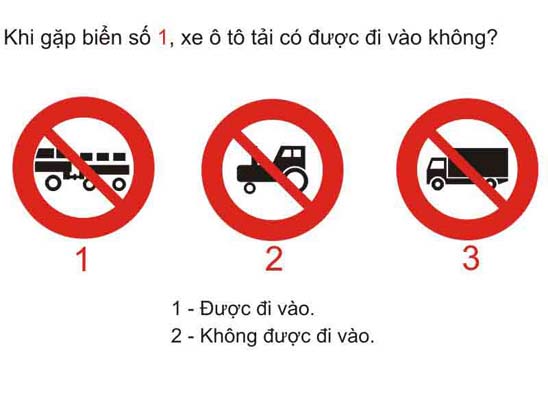 Khi gặp biển số 1, xe ô tô tải có được đi vào không?
1 2 3
1 - Được đi vào.
2 - Không được đi vào.